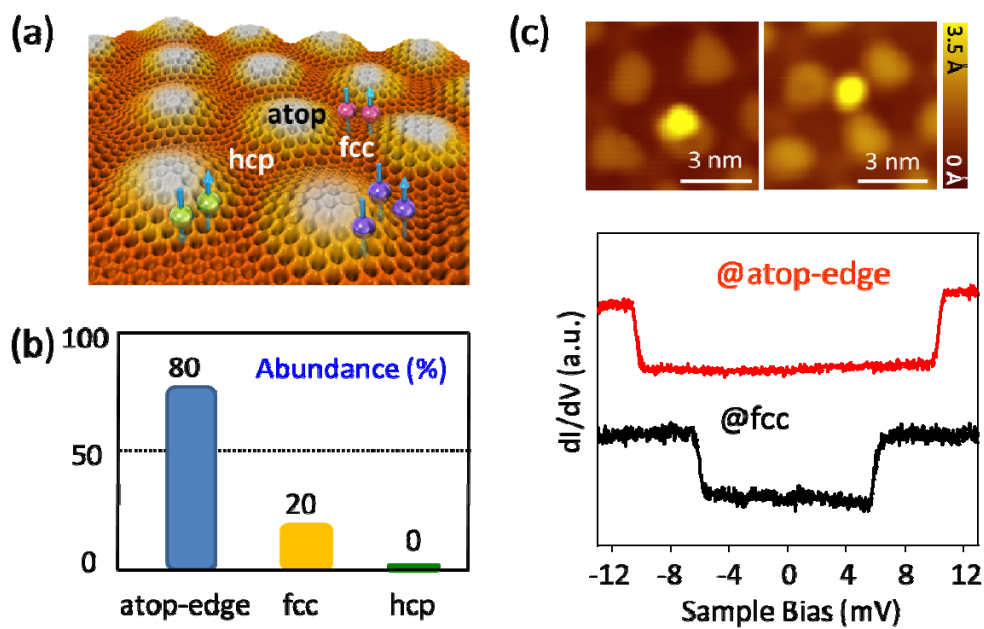 (a)
atop
fcc
hcp
(b)
100
50
0
Abundance (%)
80
20
0
atop-edge fcc hcp
(c)
3 nm
3 nm
3.5 Å
0 Å
@atop-edge
@fcc
dI/dV (a.u.)
-12 -8 -4 0 4 8 12
Sample Bias (mV)